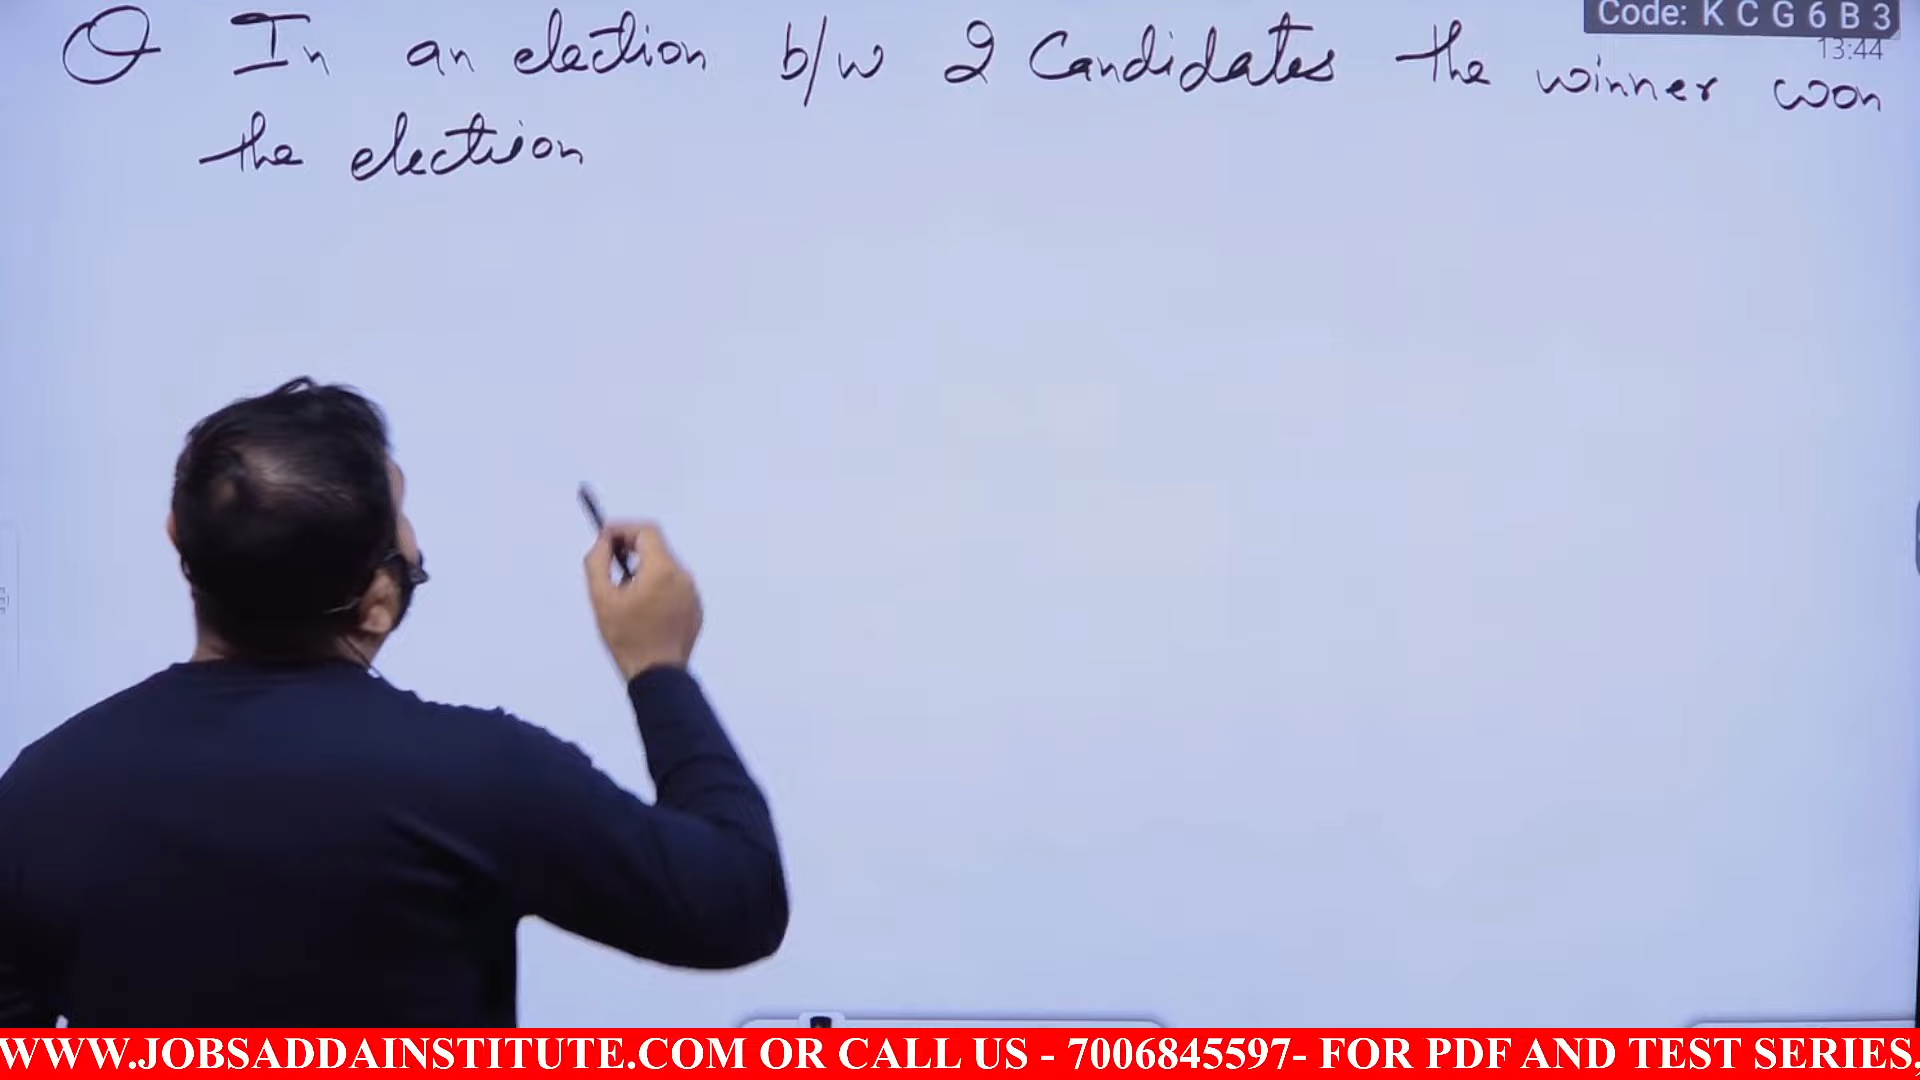 Code: K C G 6 B 3
13:44
Q In an election b/w 2 Candidates the winner won
the election
WWW.JOBSADDAINSTITUTE.COM OR CALL US - 7006845597- FOR PDF AND TEST SERIES,